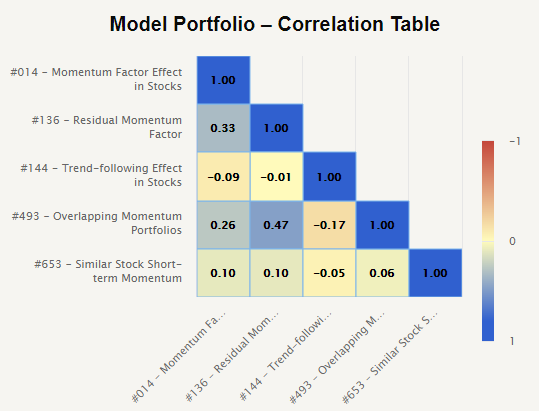 Model Portfolio – Correlation Table
#014 – Momentum Factor Effect
in Stocks
1.00
#136 – Residual Momentum
Factor
0.33 1.00
#144 – Trend-following Effect
in Stocks
−0.09 −0.01 1.00
#493 – Overlapping Momentum
Portfolios
0.26 0.47 −0.17 1.00
#653 – Similar Stock Short-
term Momentum
0.10 0.10 −0.05 0.06 1.00
#014 – Momentum Fa…
#136 – Residual Mom…
#144 – Trend-followi…
#493 – Overlapping M…
#653 – Similar Stock S…
−1
0
1